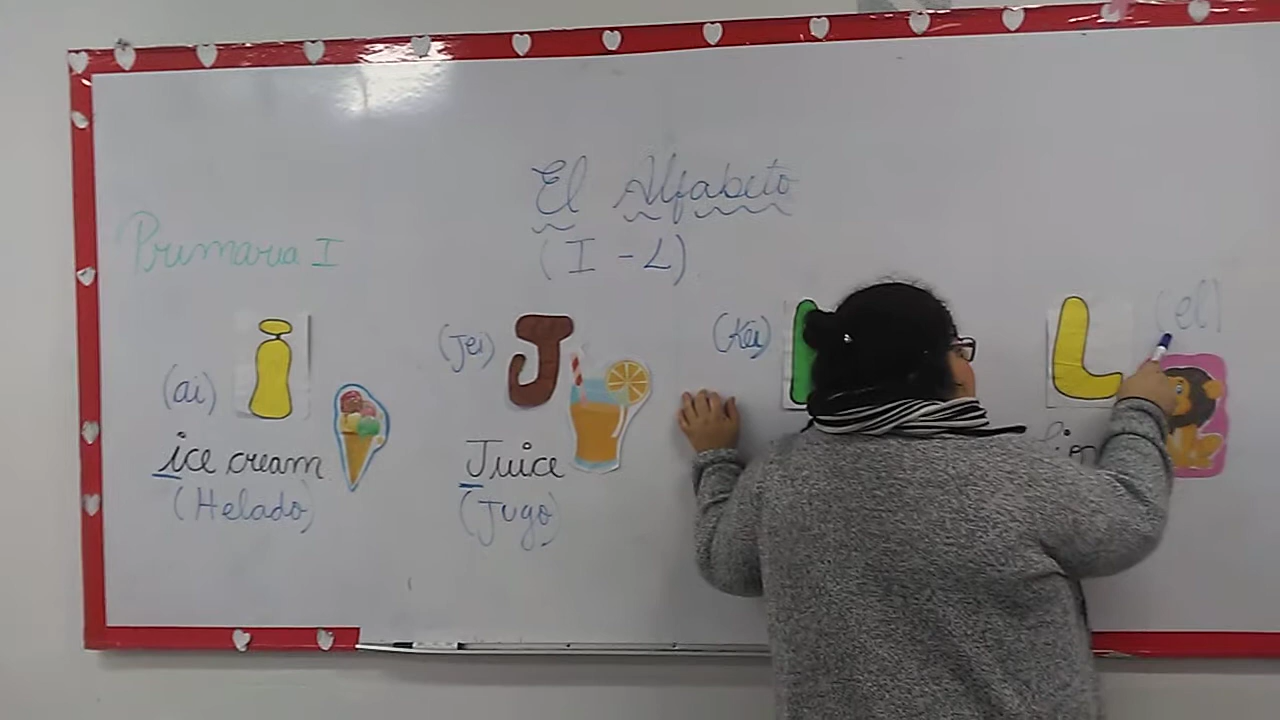 El Alfabeto
(I - L)
Primaria I
(ai) i
ice cream
(Helado)
(Jei) J
Juice
(Jugo)
(Kei)
L (el)